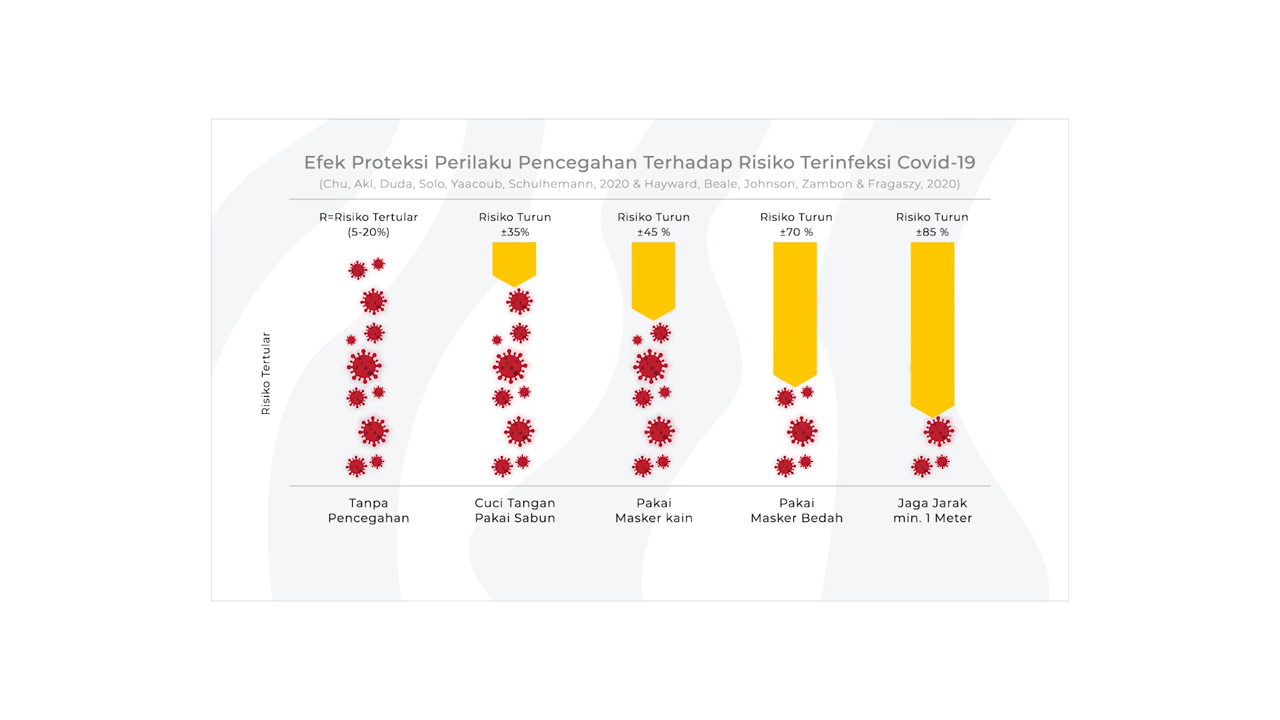 Efek Proteksi Perilaku Pencegahan Terhadap Risiko Terinfeksi Covid-19
(Chu, Akl, Duda, Solo, Yaacoub, Schulhemann, 2020 & Hayward, Beale, Johnson, Zambon & Fragaszy, 2020)
R=Risiko Tertular
(5-20%)
Risiko Turun
±35%
Risiko Turun
±45 %
Risiko Turun
±70 %
Risiko Turun
±85 %
Risiko Tertular
Tanpa
Pencegahan
Cuci Tangan
Pakai Sabun
Pakai
Masker kain
Pakai
Masker Bedah
Jaga Jarak
min. 1 Meter